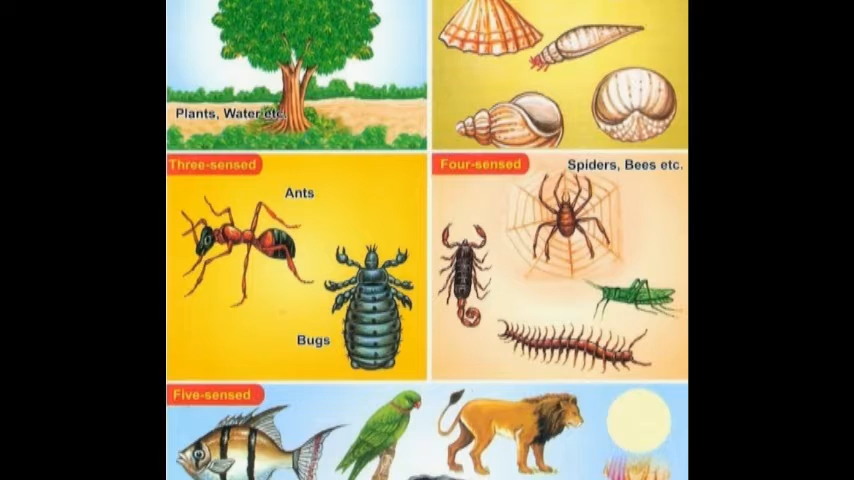 Plants, Water etc.
Three-sensed
Ants
Bugs
Four-sensed
Spiders, Bees etc.
Five-sensed